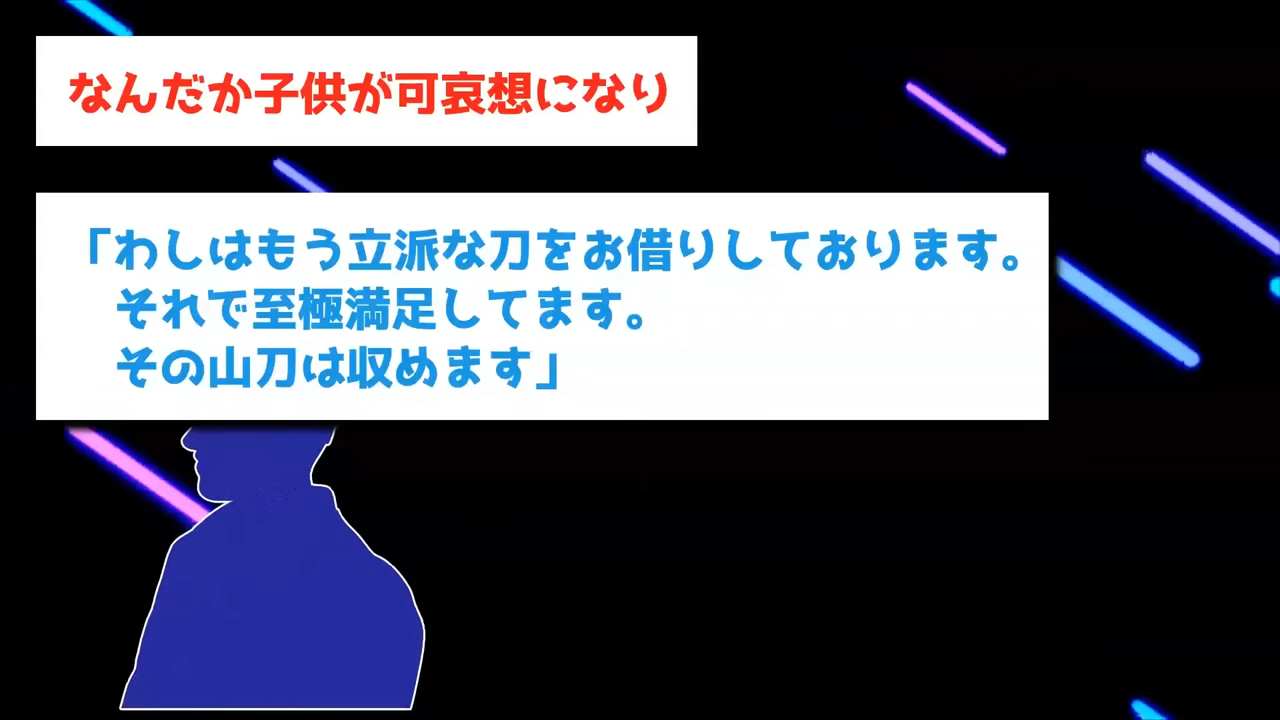 なんだか子供が可哀想になり
「わしはもう立派な刀をお借りしております。
それで至極満足してます。
その山刀は収めます」